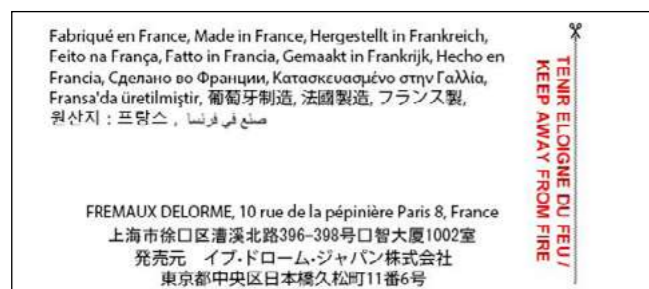 Fabriqué en France, Made in France, Hergestellt in Frankreich,
Feito na França, Fatto in Francia, Gemaakt in Frankrijk, Hecho en
Francia, Сделано во Франции, Κατασκευασμένο στην Γαλλία,
Fransa'da üretilmiştir, 葡萄牙制造, 法國製造, フランス製,
원산지 : 프랑스 , صنع في فرنسا
FREMAUX DELORME, 10 rue de la pépinière Paris 8, France
上海市徐口区漕溪北路396-398号口智大厦1002室
発売元 イブ・ドローム・ジャパン株式会社
東京都中央区日本橋久松町11番6号
TENIR ELOIGNE DU FEU /
KEEP AWAY FROM FIRE